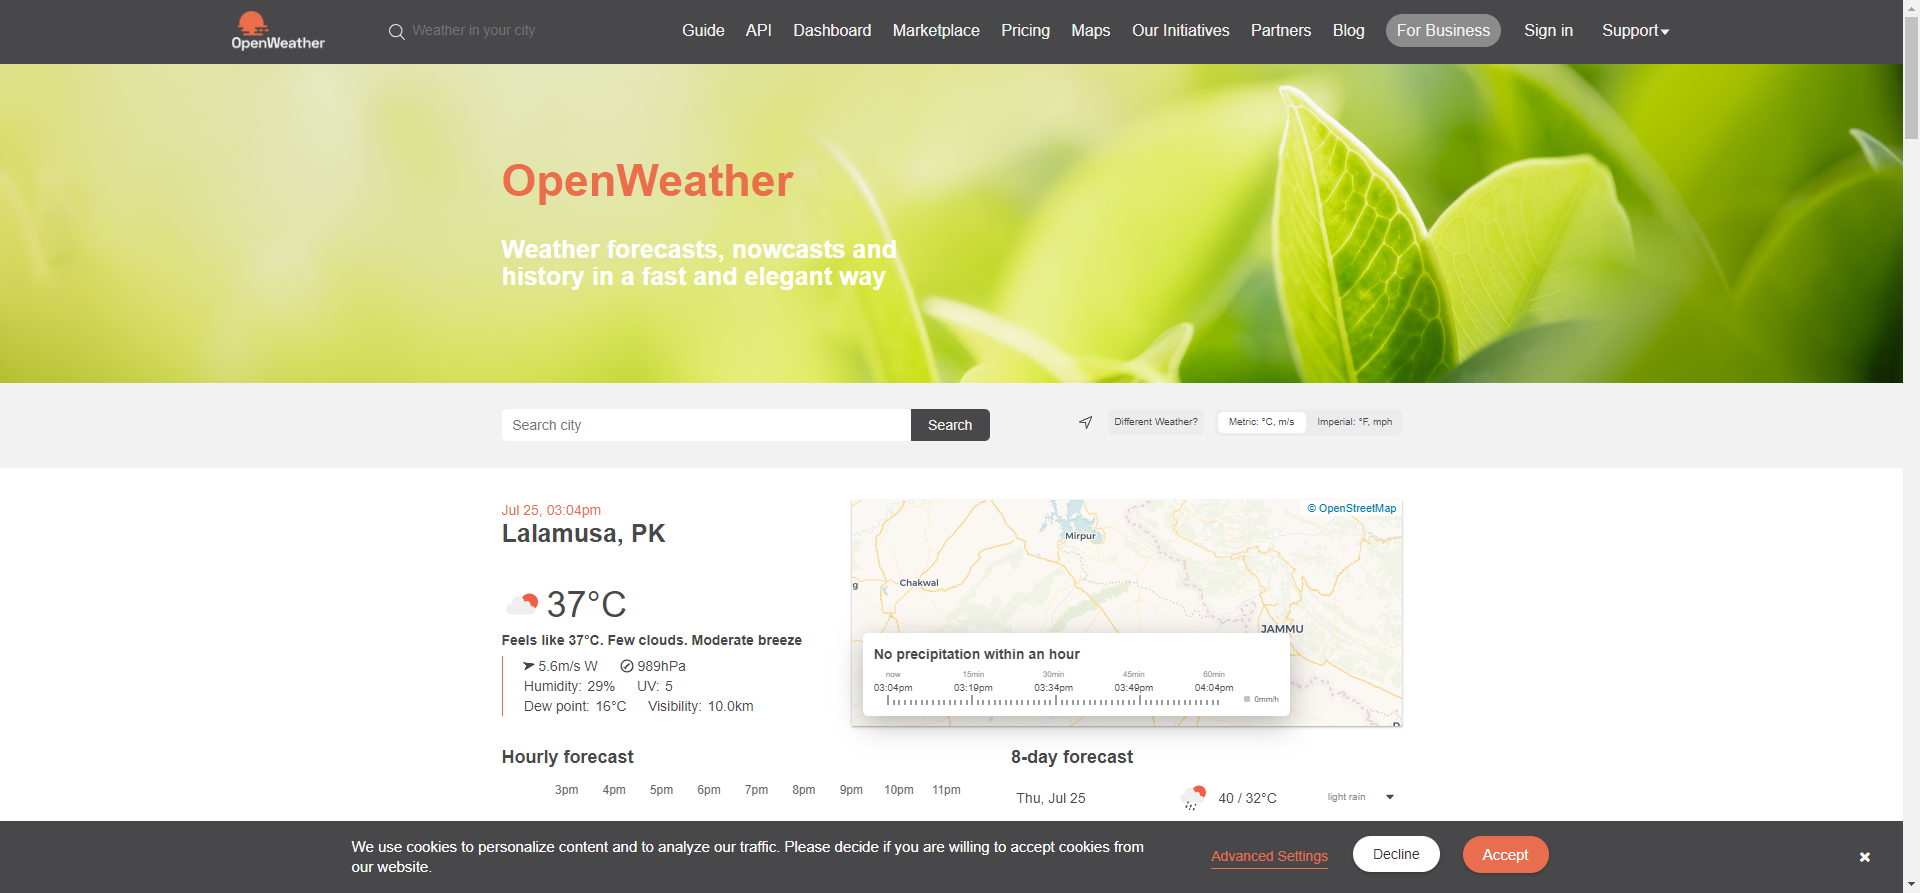 OpenWeather
Weather in your city
Guide API Dashboard Marketplace Pricing Maps Our Initiatives Partners Blog For Business Sign in Support
OpenWeather
Weather forecasts, nowcasts and
history in a fast and elegant way
Search city
Search
Different Weather?
Metric: °C, m/s
Imperial: °F, mph
Jul 25, 03:04pm
Lalamusa, PK
37°C
Feels like 37°C. Few clouds. Moderate breeze
5.6m/s W 989hPa
Humidity: 29% UV: 5
Dew point: 16°C Visibility: 10.0km
© OpenStreetMap
Mirpur
Chakwal
g
JAMMU
No precipitation within an hour
now 15min 30min 45min 60min
03:04pm 03:19pm 03:34pm 03:49pm 04:04pm
0mm/h
Hourly forecast
3pm 4pm 5pm 6pm 7pm 8pm 9pm 10pm 11pm
8-day forecast
Thu, Jul 25 40 / 32°C light rain
We use cookies to personalize content and to analyze our traffic. Please decide if you are willing to accept cookies from
our website.
Advanced Settings
Decline
Accept